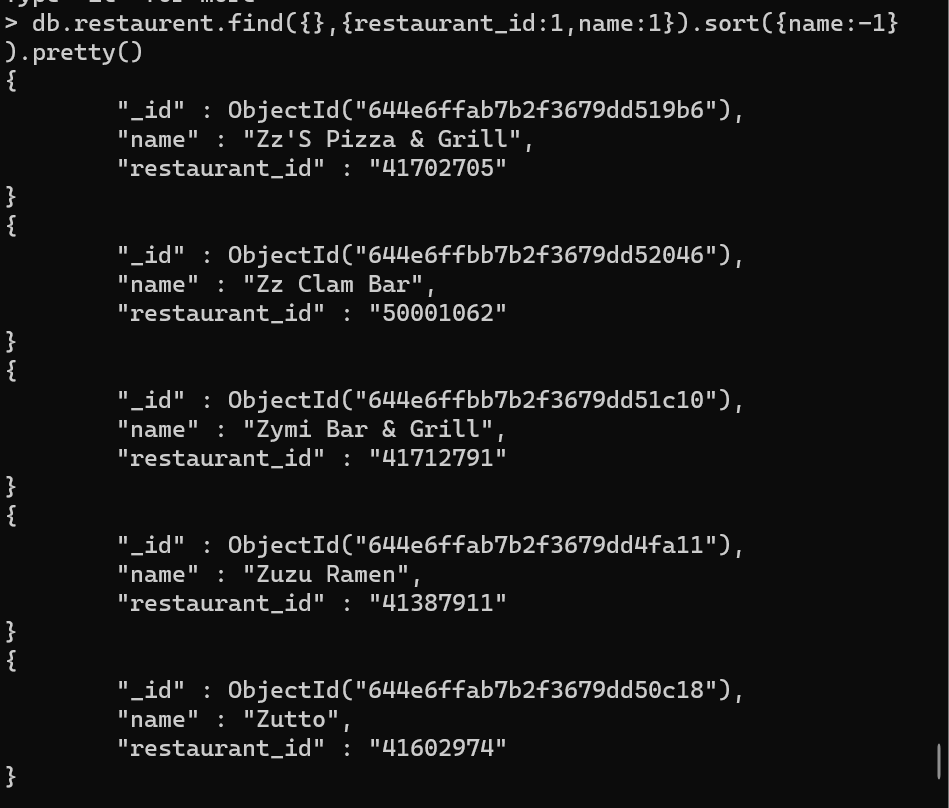 > db.restaurent.find({},{restaurant_id:1,name:1}).sort({name:-1}
).pretty()
{
"_id" : ObjectId("644e6ffab7b2f3679dd519b6"),
"name" : "Zz'S Pizza & Grill",
"restaurant_id" : "41702705"
}
{
"_id" : ObjectId("644e6ffbb7b2f3679dd52046"),
"name" : "Zz Clam Bar",
"restaurant_id" : "50001062"
}
{
"_id" : ObjectId("644e6ffbb7b2f3679dd51c10"),
"name" : "Zymi Bar & Grill",
"restaurant_id" : "41712791"
}
{
"_id" : ObjectId("644e6ffab7b2f3679dd4fa11"),
"name" : "Zuzu Ramen",
"restaurant_id" : "41387911"
}
{
"_id" : ObjectId("644e6ffab7b2f3679dd50c18"),
"name" : "Zutto",
"restaurant_id" : "41602974"
}